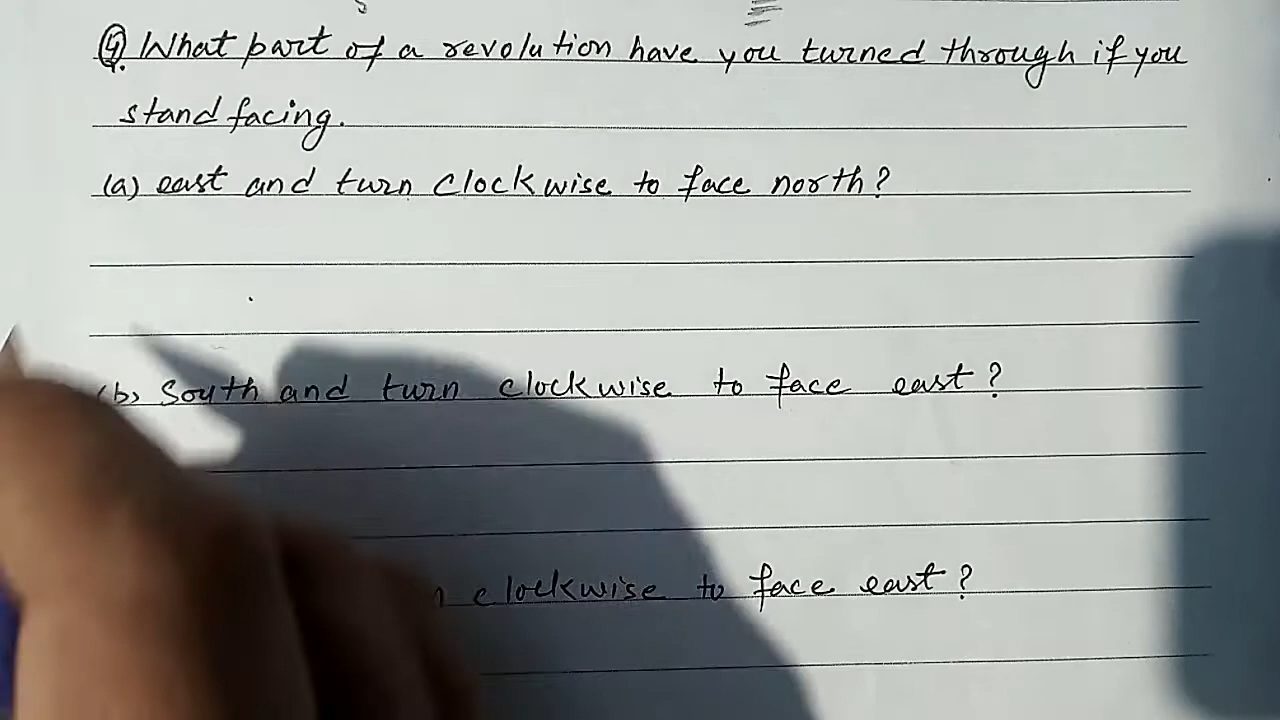 Q. What part of a revolution have you turned through if you
stand facing.
(a) east and turn clockwise to face north?
(b) South and turn clockwise to face east?
clockwise to face east?